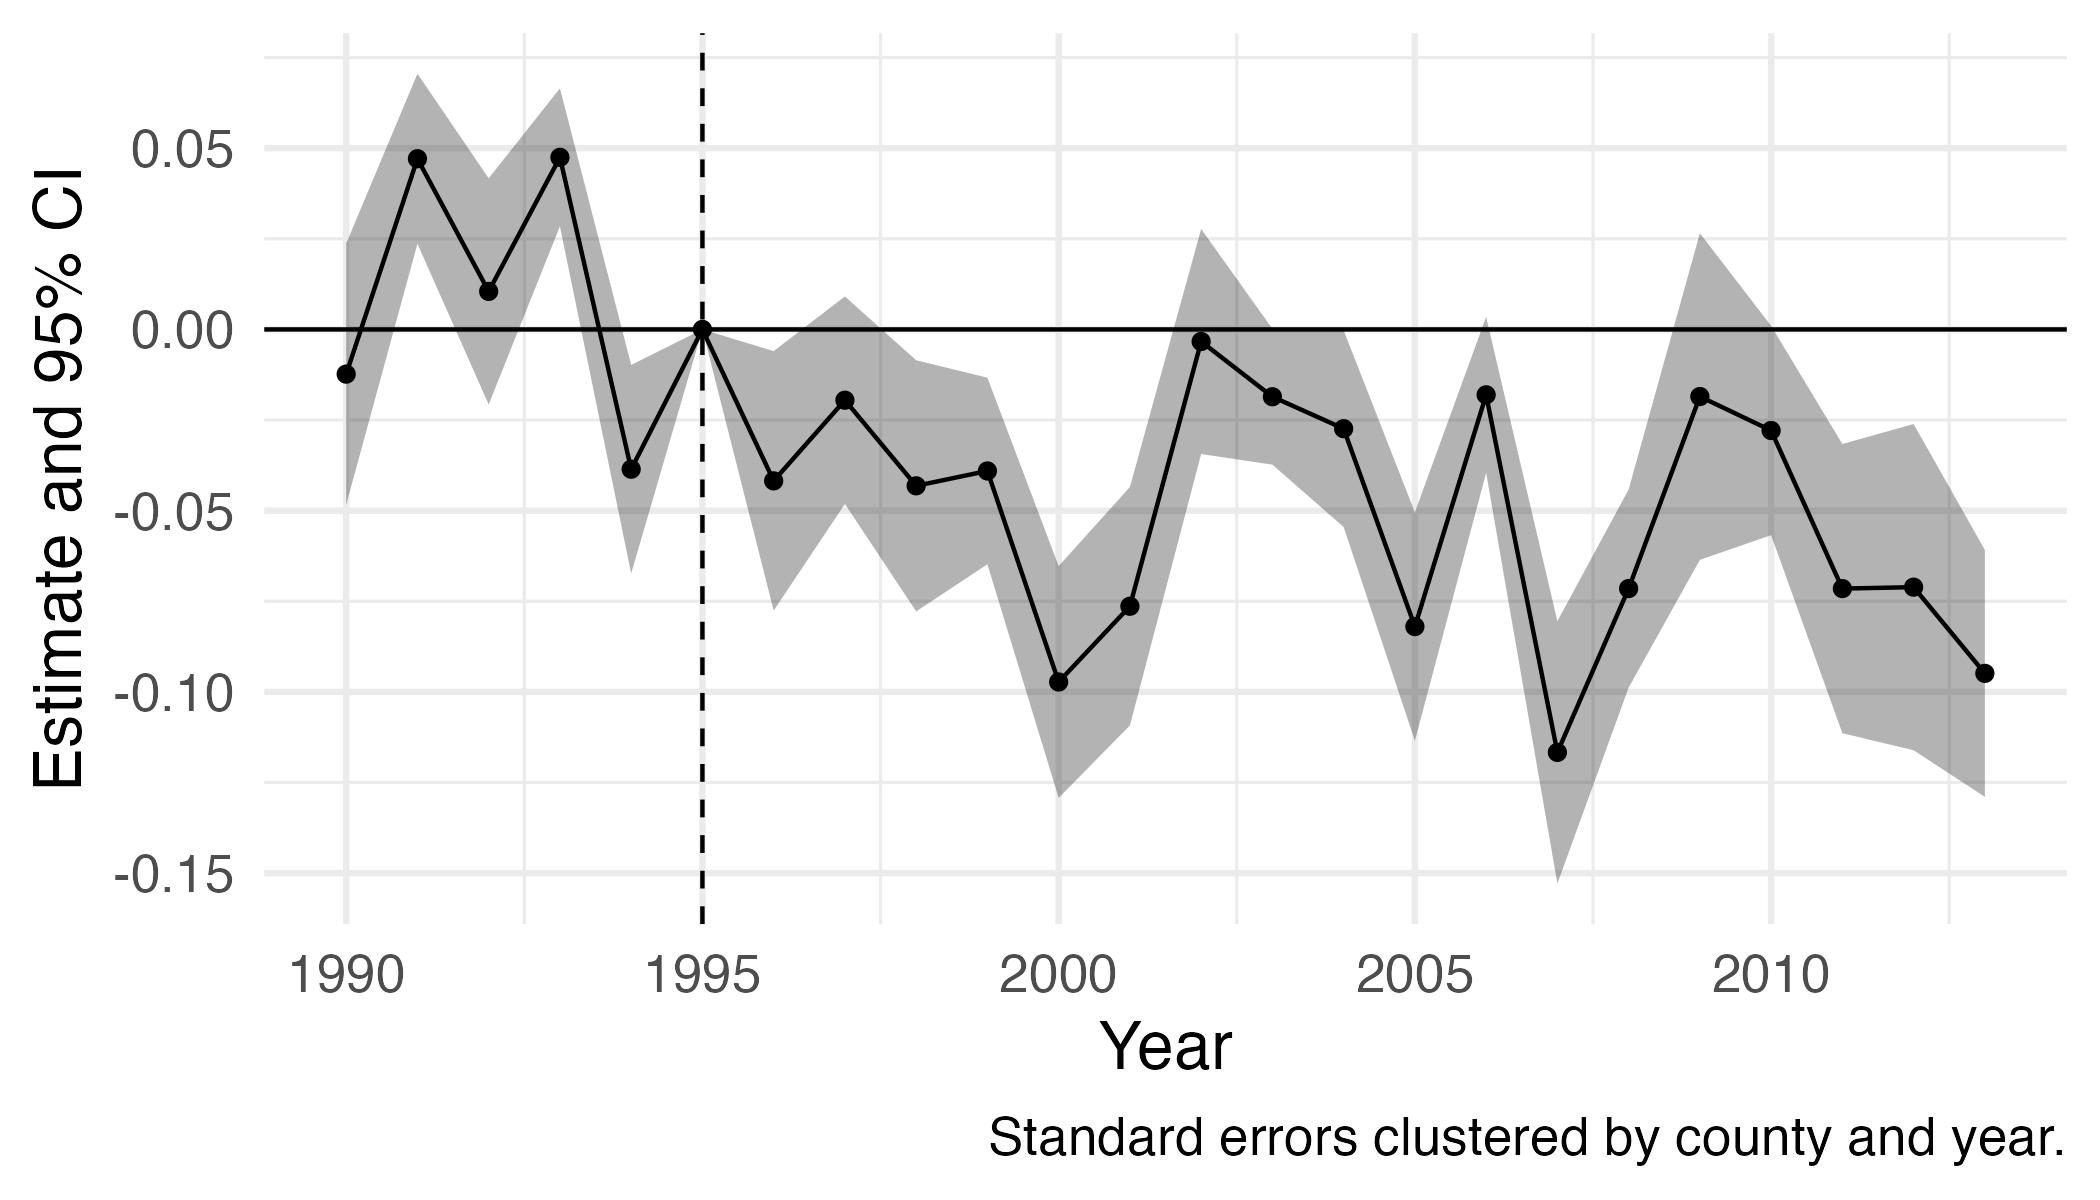 Estimate and 95% CI
0.05
0.00
-0.05
-0.10
-0.15
1990 1995 2000 2005 2010
Year
Standard errors clustered by county and year.